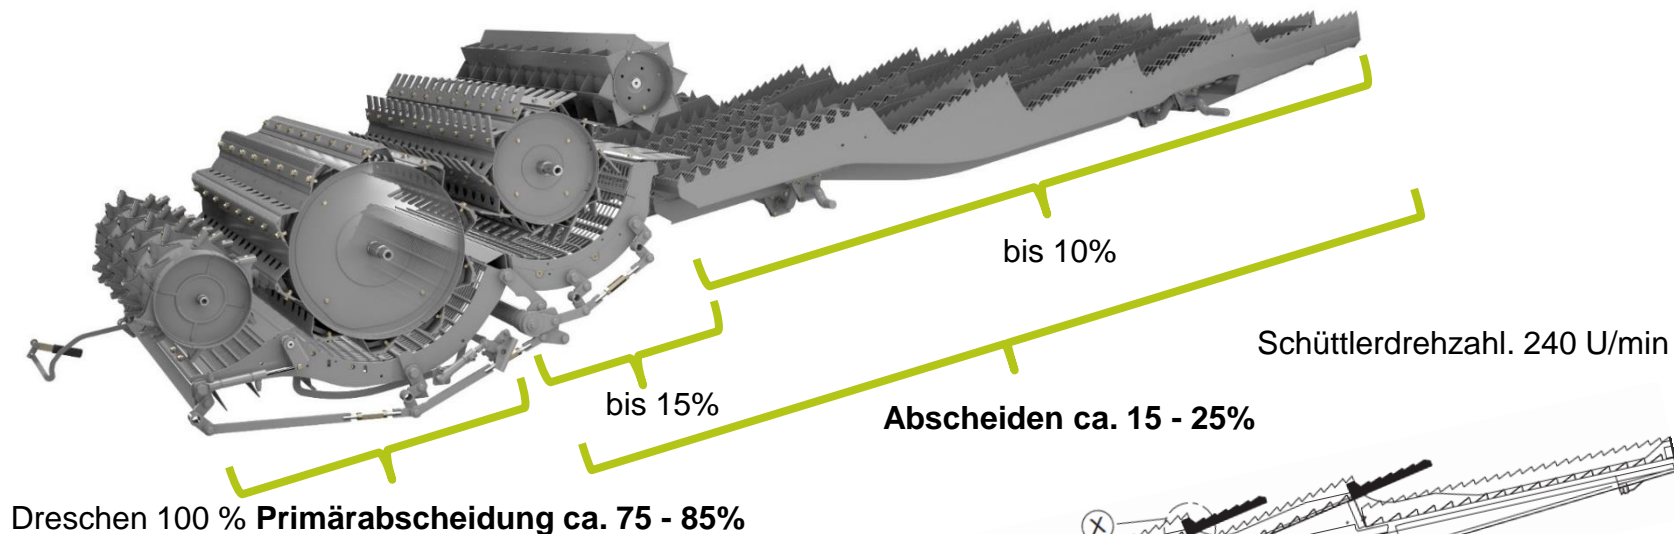 bis 10%
Schüttlerdrehzahl. 240 U/min
bis 15%
Abscheiden ca. 15 - 25%
Dreschen 100 % Primärabscheidung ca. 75 - 85%
X